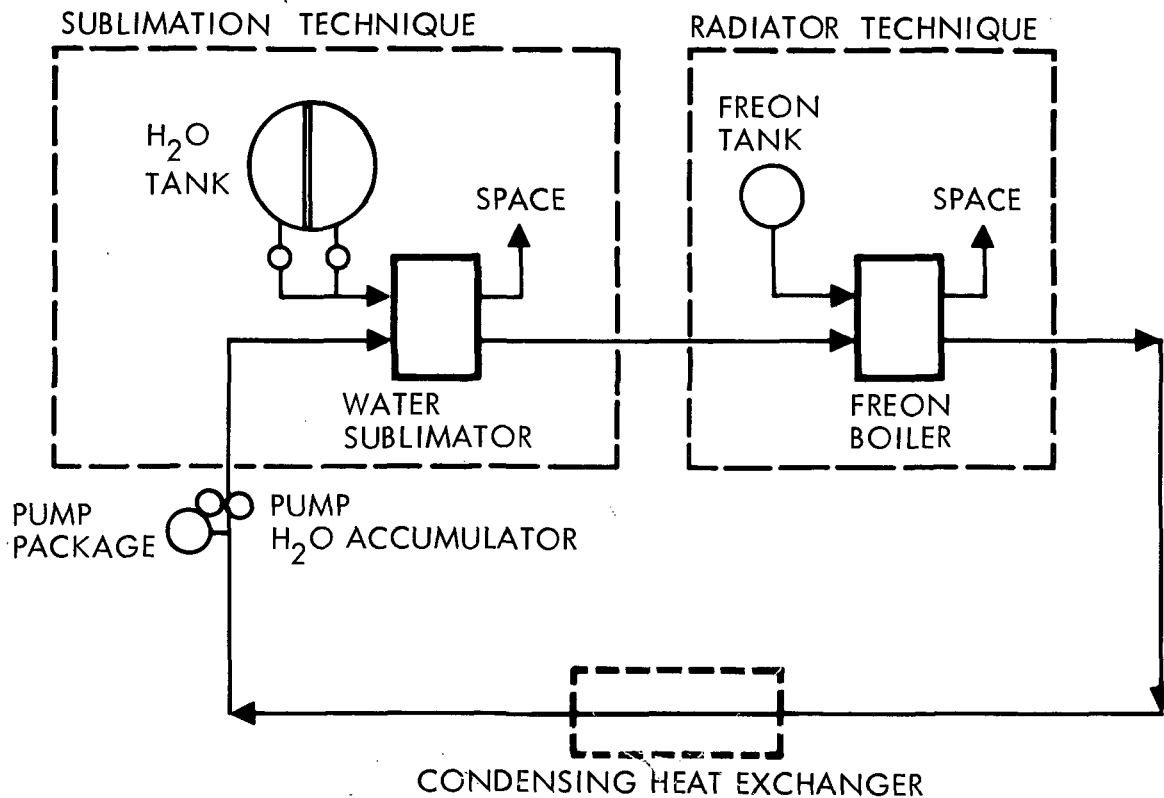 SUBLIMATION TECHNIQUE
RADIATOR TECHNIQUE
H₂O
TANK
SPACE
FREON
TANK
SPACE
WATER
SUBLIMATOR
FREON
BOILER
PUMP
PACKAGE
PUMP
H₂O ACCUMULATOR
CONDENSING HEAT EXCHANGER